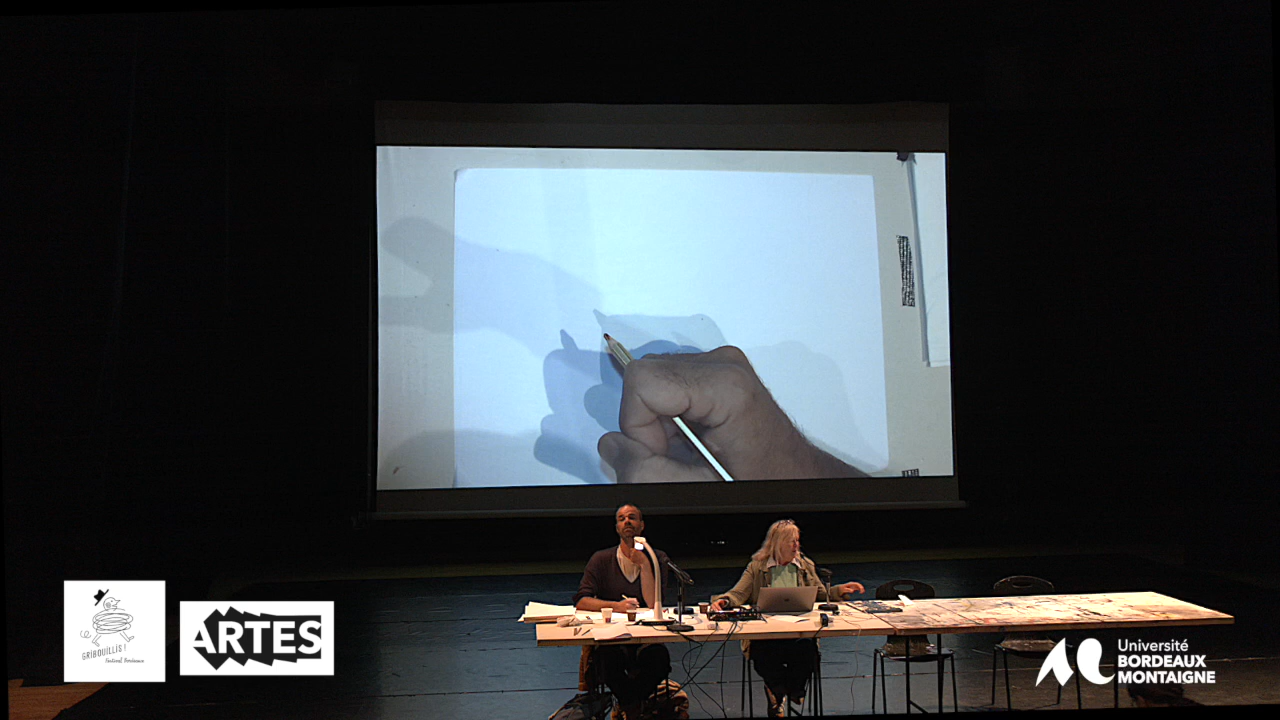 GRIBOUILLIS !
Festival Bordeaux
ARTES
Université
BORDEAUX
MONTAIGNE